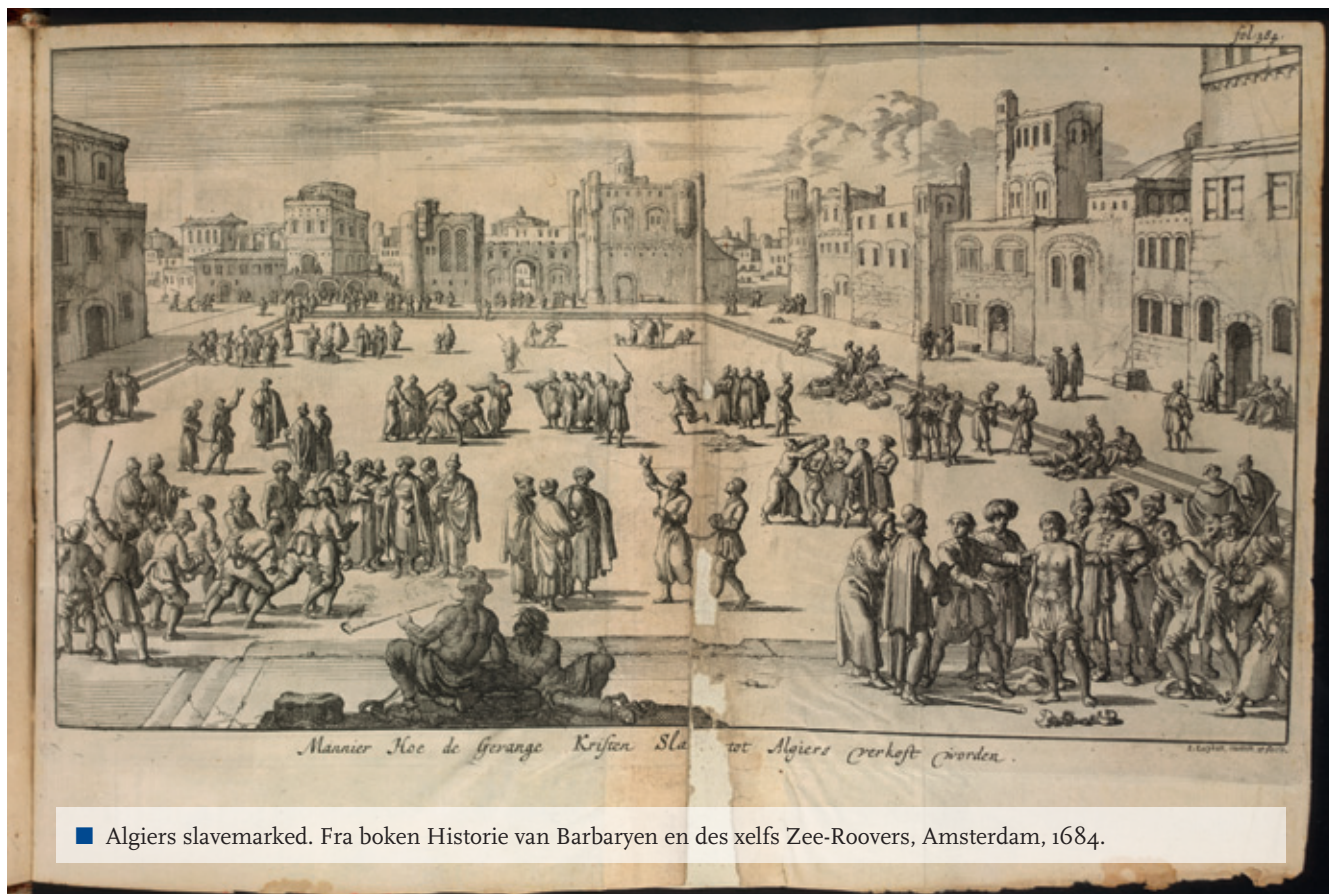 fol. 384.
Mannier Hoe de Gevange Kristen Sla tot Algiers verkoft worden.
Algiers slavemarked. Fra boken Historie van Barbaryen en des xelfs Zee-Roovers, Amsterdam, 1684.